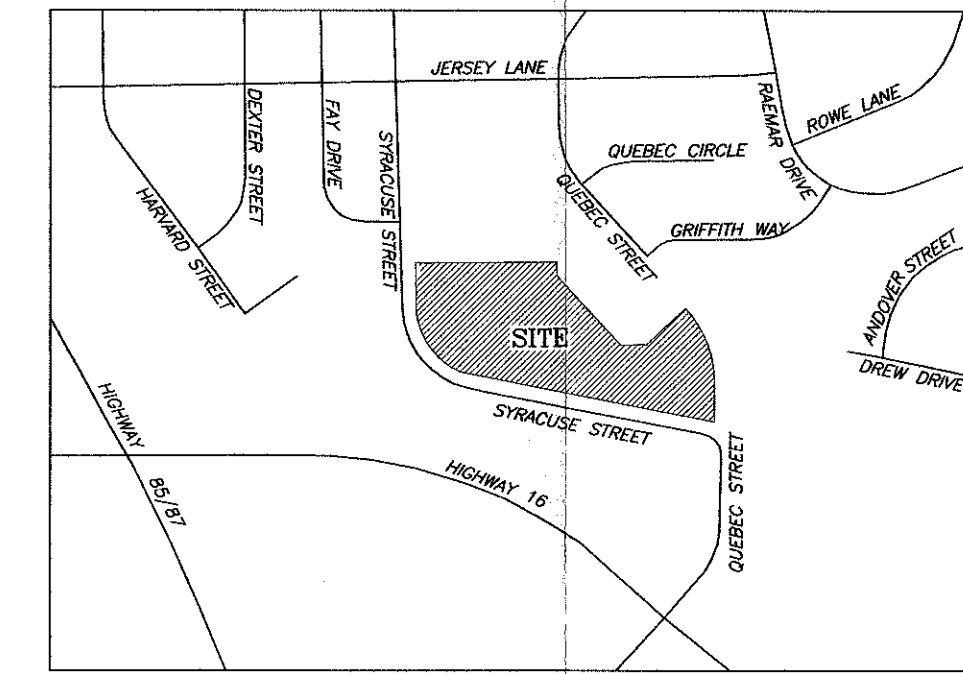 JERSEY LANE
DEXTER STREET
FAY DRIVE
SYRACUSE STREET
HARVARD STREET
QUEBEC CIRCLE
QUEBEC STREET
RAEMAR DRIVE
ROWE LANE
GRIFFITH WAY
ANDOVER STREET
DREW DRIVE
SITE
SYRACUSE STREET
HIGHWAY
85/87
HIGHWAY 16
QUEBEC STREET